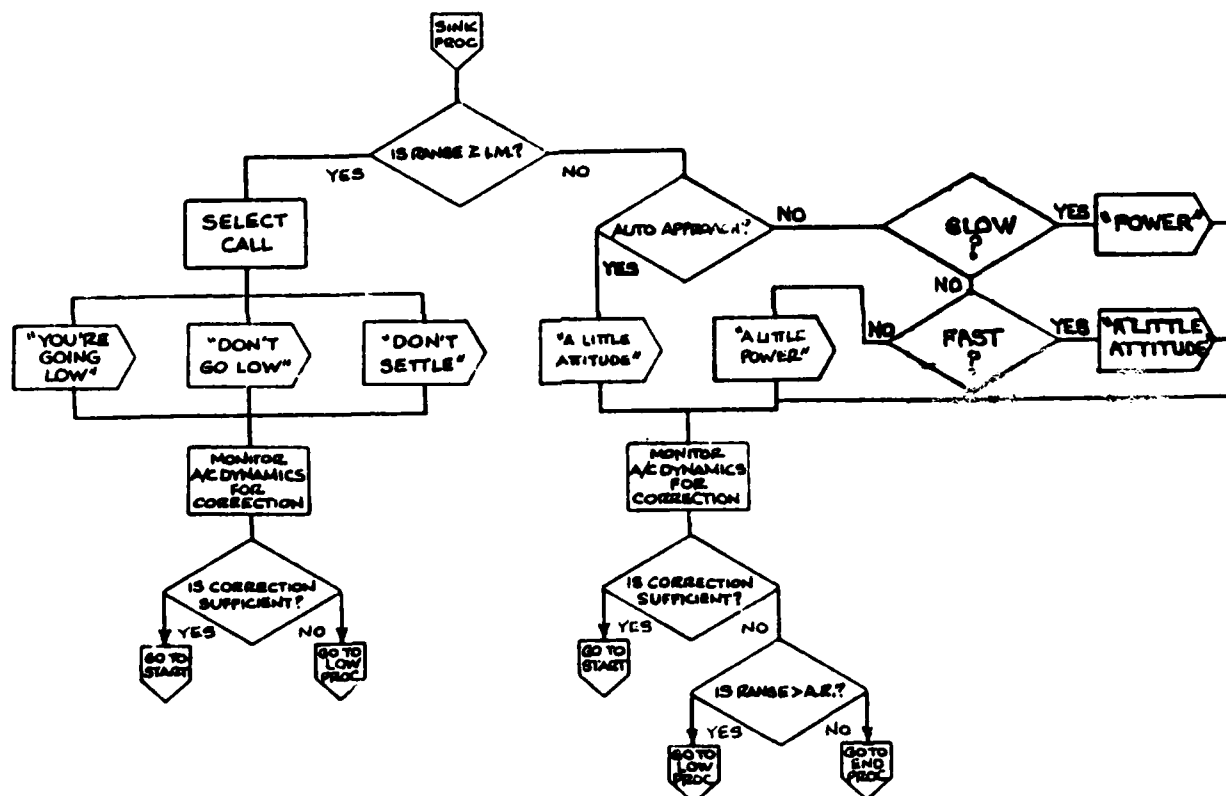 SINK
PROC
IS RANGE ≥ I.M.?
YES
NO
SELECT
CALL
AUTO APPROACH?
NO
SLOW
?
YES
"POWER"
YES
NO
"YOU'RE
GOING
LOW"
"DON'T
GO LOW"
"DON'T
SETTLE"
"A LITTLE
ATTITUDE"
"A LITTLE
POWER"
NO
FAST
?
YES
"A LITTLE
ATTITUDE"
MONITOR
A/C DYNAMICS
FOR
CORRECTION
MONITOR
A/C DYNAMICS
FOR
CORRECTION
IS CORRECTION
SUFFICIENT?
YES
NO
GO TO
START
GO TO
LOW
PROC
IS CORRECTION
SUFFICIENT?
YES
NO
GO TO
START
IS RANGE > A.R.?
YES
NO
GO TO
LOW
PROC
GO TO
END
PROC